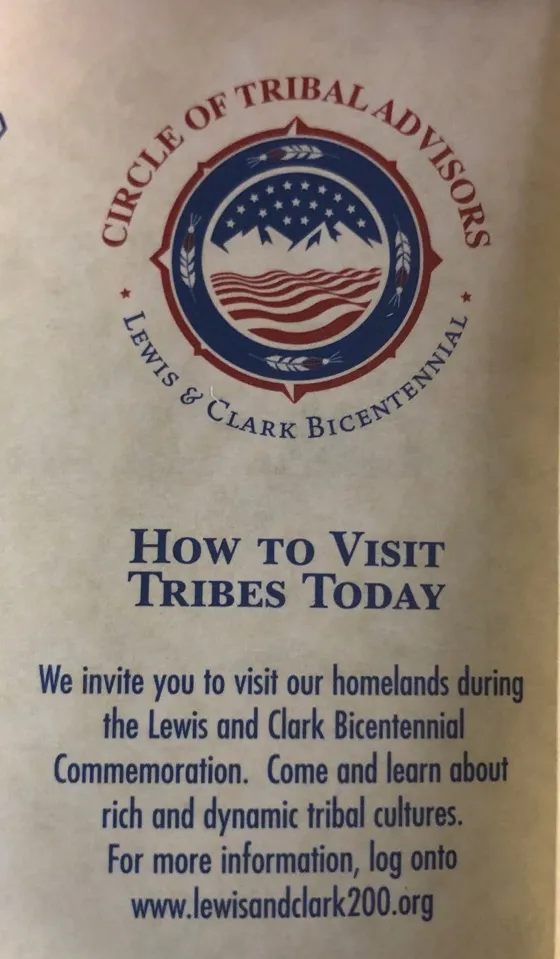 CIRCLE OF TRIBAL ADVISORS
LEWIS & CLARK BICENTENNIAL
HOW TO VISIT
TRIBES TODAY
We invite you to visit our homelands during
the Lewis and Clark Bicentennial
Commemoration. Come and learn about
rich and dynamic tribal cultures.
For more information, log onto
www.lewisandclark200.org